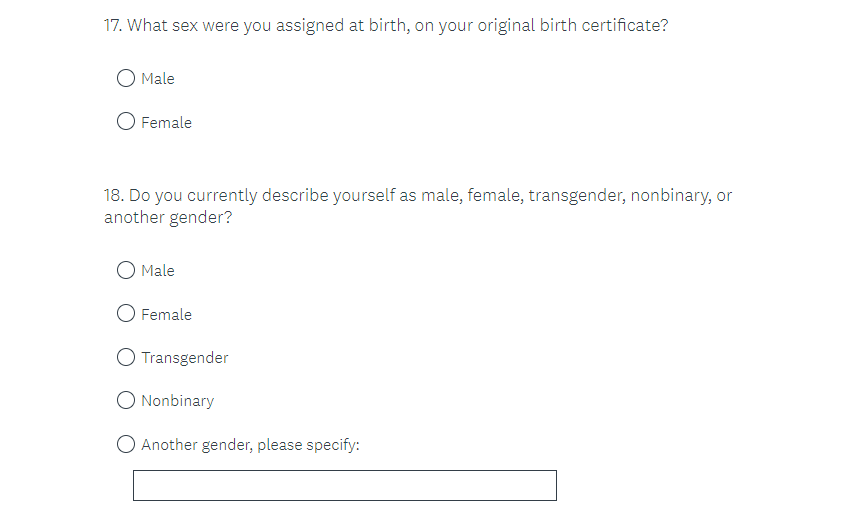 17. What sex were you assigned at birth, on your original birth certificate?
Male
Female
18. Do you currently describe yourself as male, female, transgender, nonbinary, or
another gender?
Male
Female
Transgender
Nonbinary
Another gender, please specify: